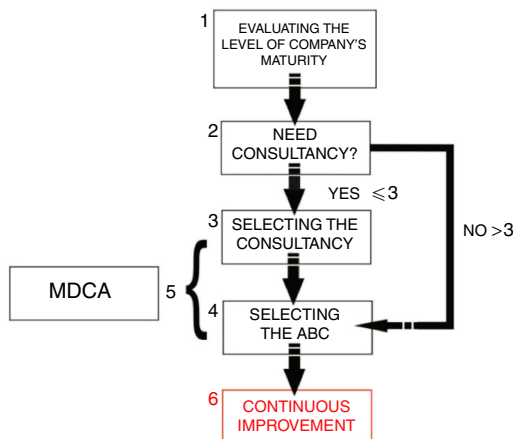 1
EVALUATING THE
LEVEL OF COMPANY'S
MATURITY
2
NEED
CONSULTANCY?
YES ≤3
NO >3
3
SELECTING THE
CONSULTANCY
MDCA
5
4
SELECTING
THE ABC
6
CONTINUOUS
IMPROVEMENT